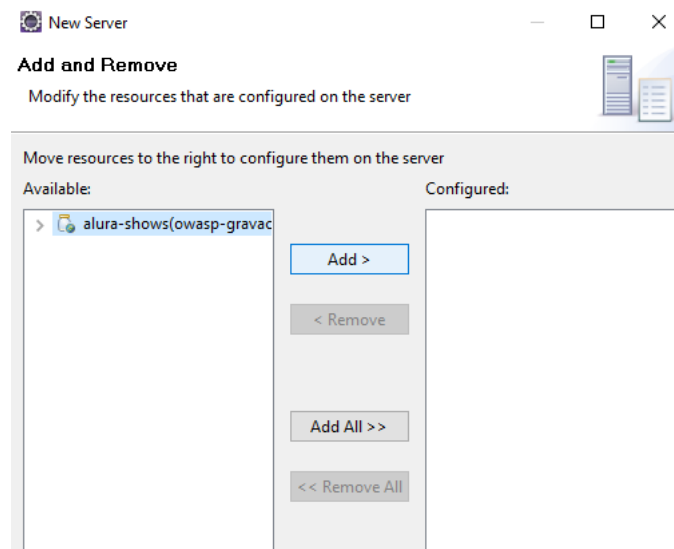 New Server
Add and Remove
Modify the resources that are configured on the server
Move resources to the right to configure them on the server
Available:
Configured:
alura-shows(owasp-gravac
Add >
< Remove
Add All >>
<< Remove All